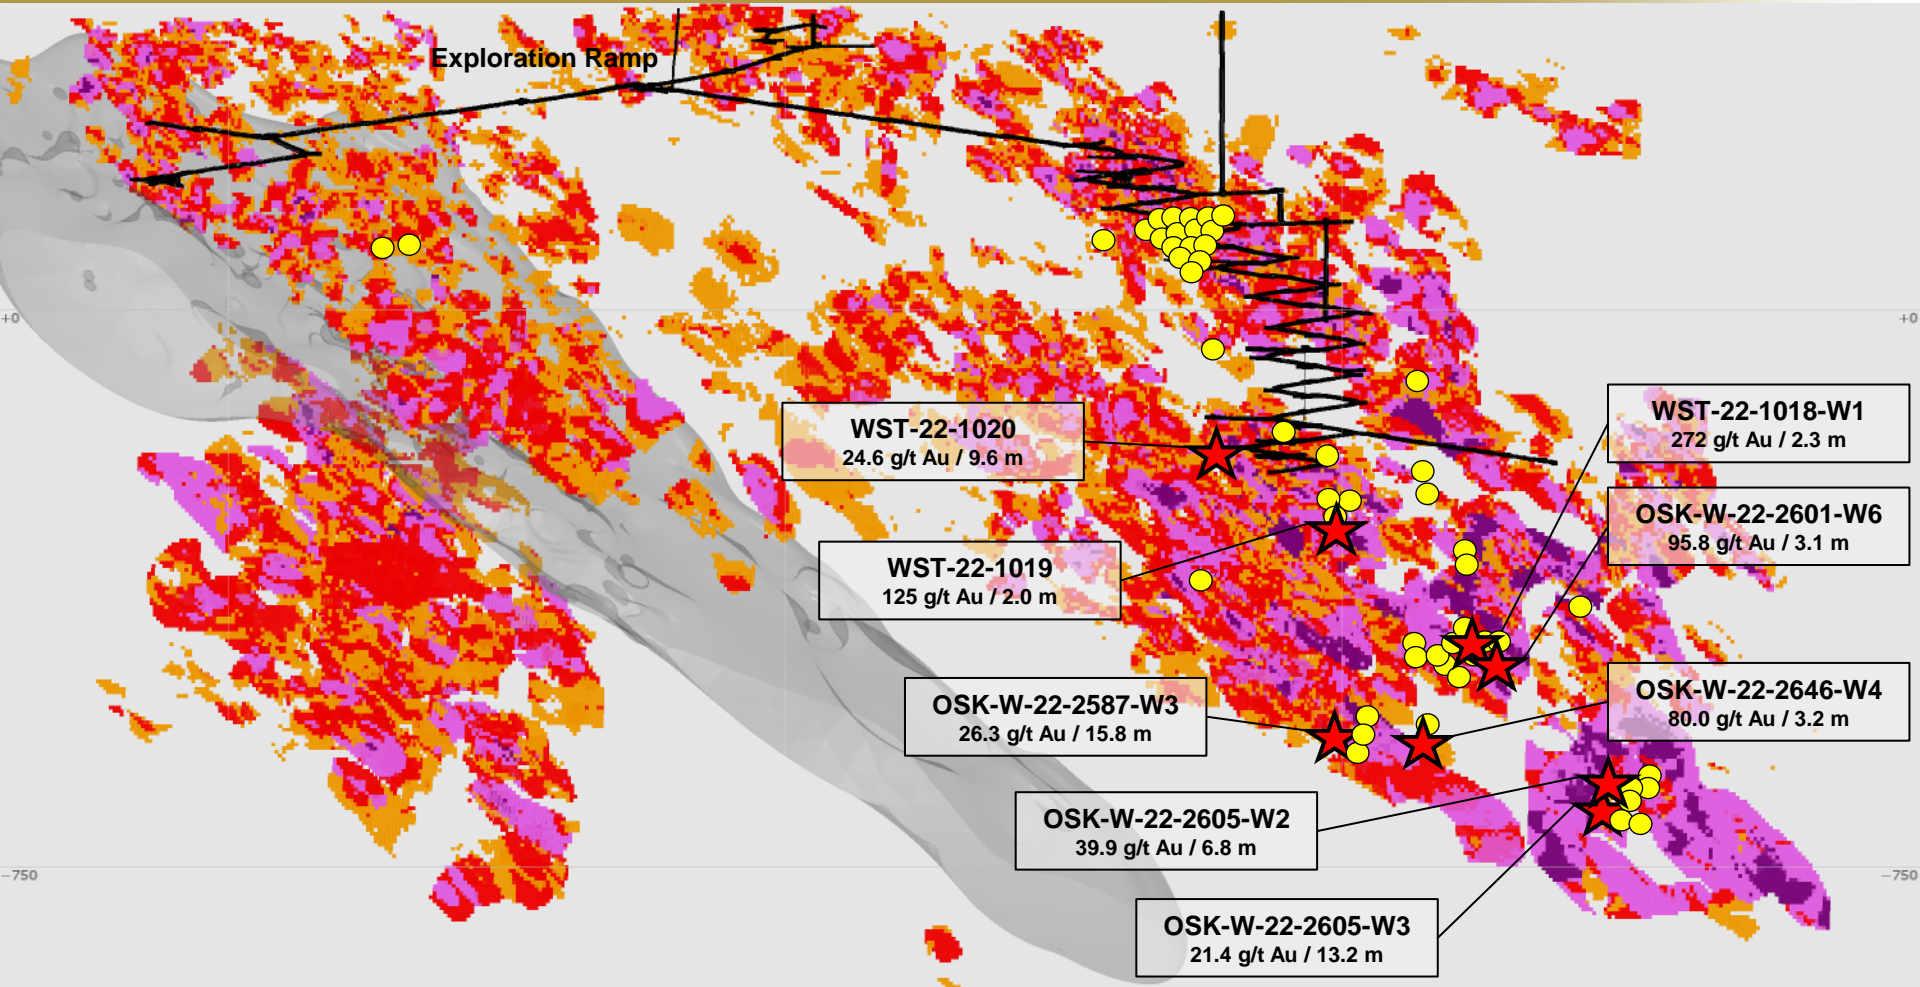 Exploration Ramp
+0
+0
WST-22-1018-W1
272 g/t Au / 2.3 m
WST-22-1020
24.6 g/t Au / 9.6 m
OSK-W-22-2601-W6
95.8 g/t Au / 3.1 m
WST-22-1019
125 g/t Au / 2.0 m
OSK-W-22-2646-W4
80.0 g/t Au / 3.2 m
OSK-W-22-2587-W3
26.3 g/t Au / 15.8 m
OSK-W-22-2605-W2
39.9 g/t Au / 6.8 m
-750
-750
OSK-W-22-2605-W3
21.4 g/t Au / 13.2 m